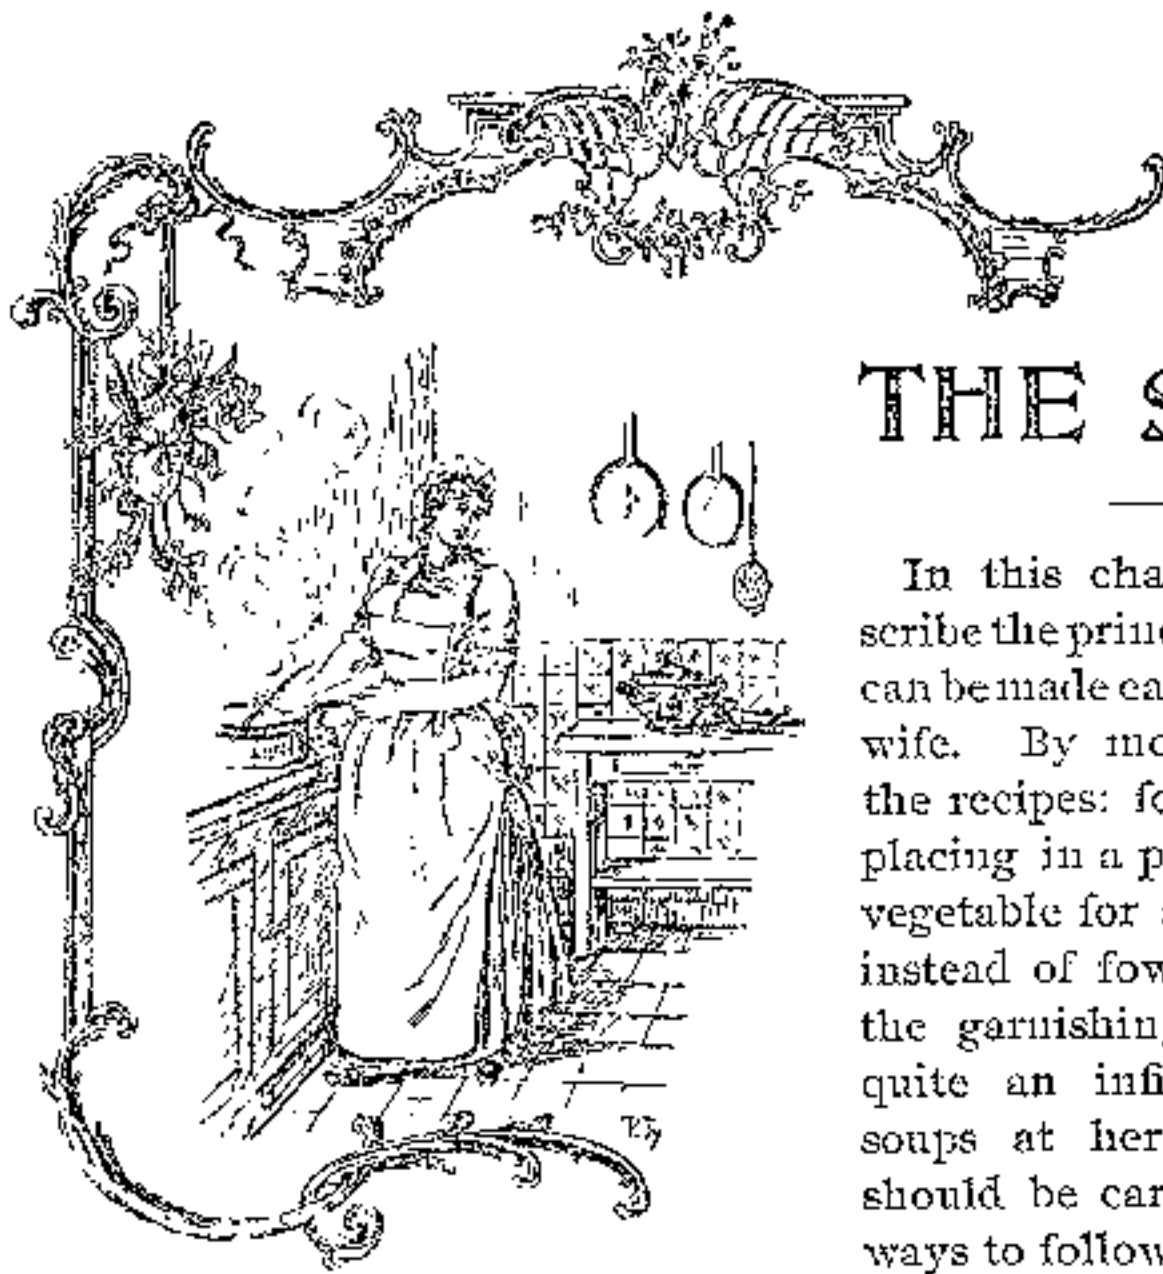 THE S
In this cha
scribe the princ
can be made ea
wife. By mo
the recipes: fo
placing in a p
vegetable for
instead of fow
the garnishing
quite an infi
soups at her
should be car
ways to follow